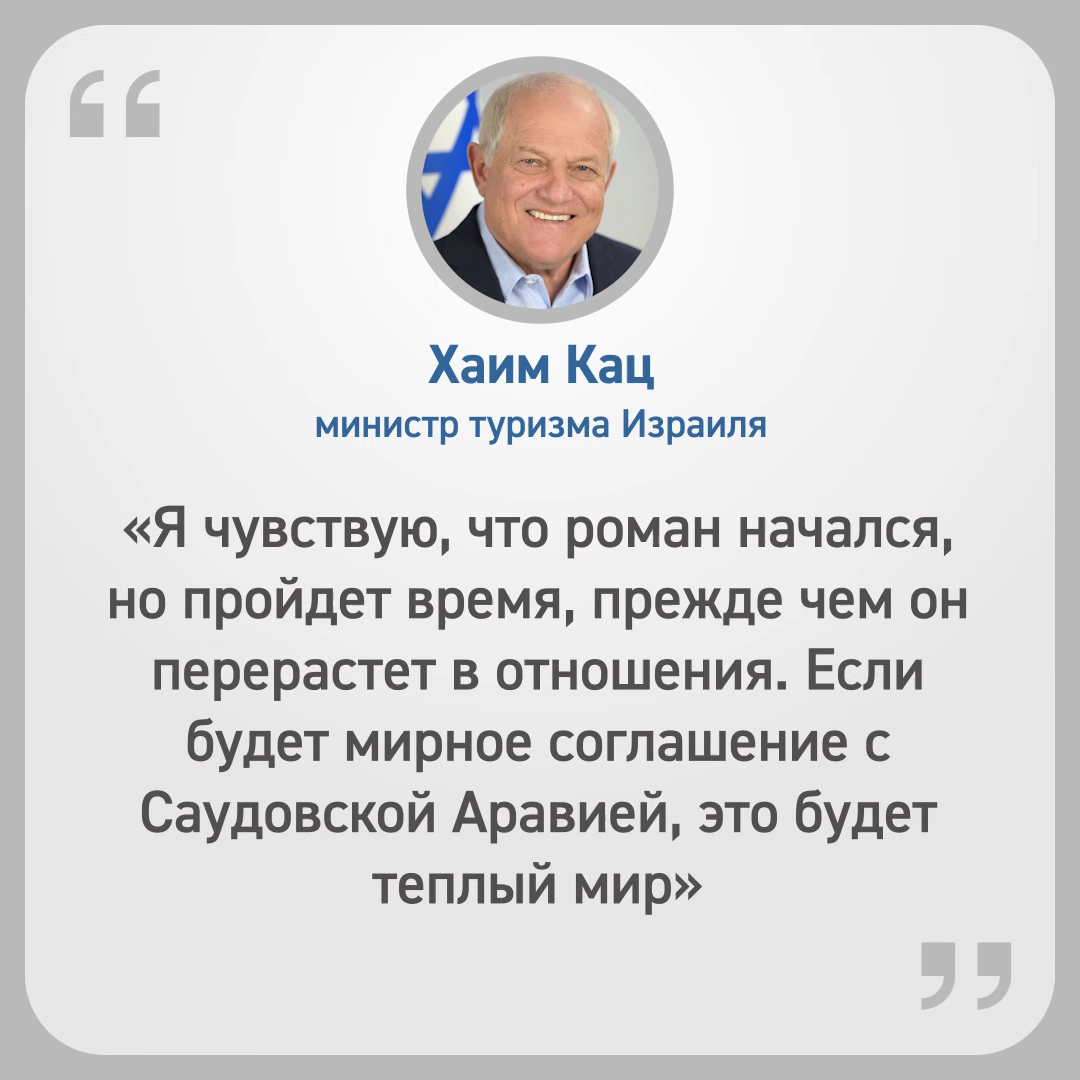 Хаим Кац
министр туризма Израиля
«Я чувствую, что роман начался,
но пройдет время, прежде чем он
перерастет в отношения. Если
будет мирное соглашение с
Саудовской Аравией, это будет
теплый мир»